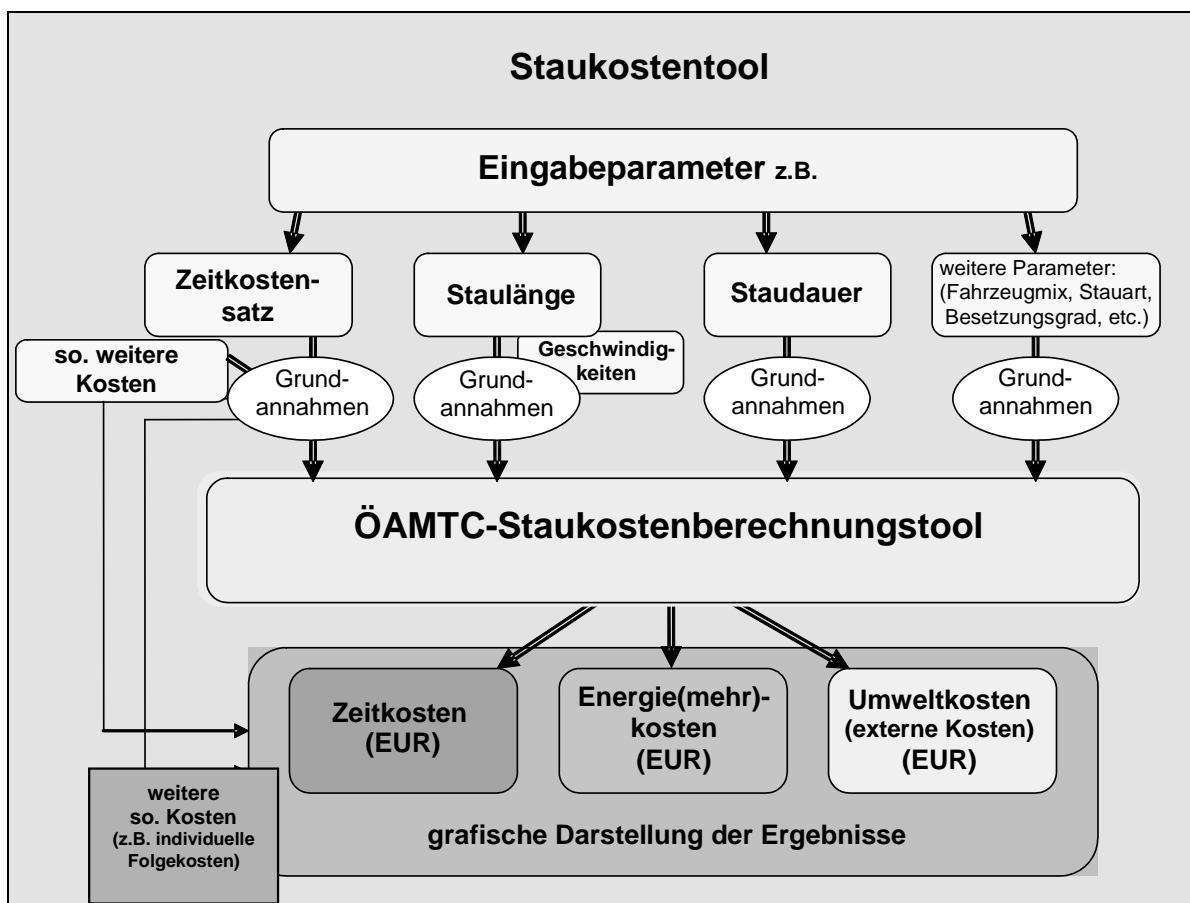 Staukostentool
Eingabeparameter z.B.
Zeitkosten-
satz
Staulänge
Staudauer
weitere Parameter:
(Fahrzeugmix, Stauart,
Besetzungsgrad, etc.)
so. weitere
Kosten
Geschwindig-
keiten
Grund-
annahmen
Grund-
annahmen
Grund-
annahmen
Grund-
annahmen
ÖAMTC-Staukostenberechnungstool
Zeitkosten
(EUR)
Energie(mehr)-
kosten
(EUR)
Umweltkosten
(externe Kosten)
(EUR)
weitere
so. Kosten
(z.B. individuelle
Folgekosten)
grafische Darstellung der Ergebnisse